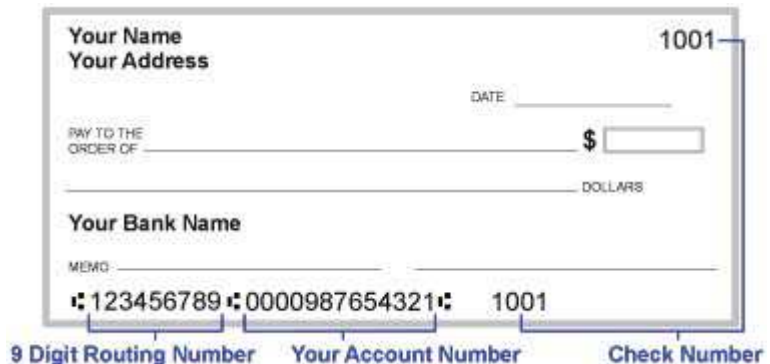 Your Name
1001
Your Address
DATE
PAY TO THE
ORDER OF
$
DOLLARS
Your Bank Name
MEMO
⑆123456789⑆0000987654321⑆ 1001
9 Digit Routing Number Your Account Number Check Number